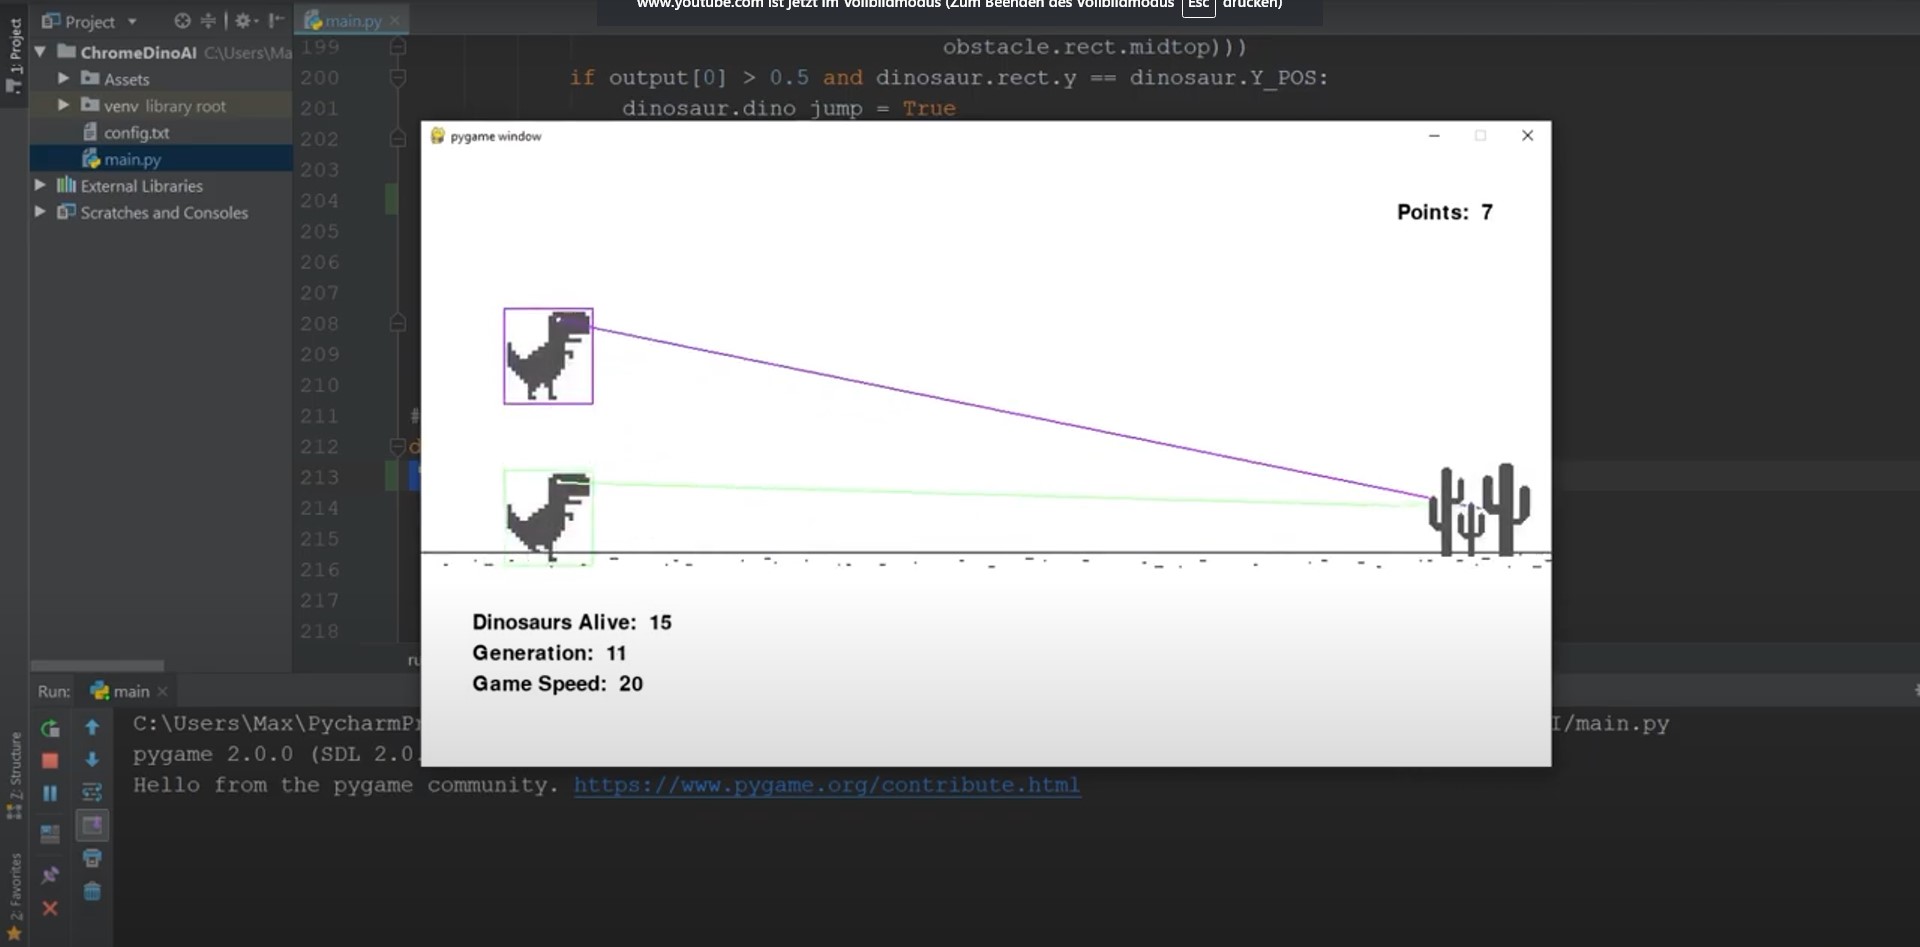 www.youtube.com ist jetzt im Vollbildmodus (Zum Beenden des Vollbildmodus Esc drücken)
Project
main.py
1: Project
ChromeDinoAI C:\Users\Ma
Assets
venv library root
config.txt
main.py
External Libraries
Scratches and Consoles
199 obstacle.rect.midtop)))
200 if output[0] > 0.5 and dinosaur.rect.y == dinosaur.Y_POS:
201 dinosaur.dino_jump = True
202
203
204
205
206
207
208
209
210
211 #
212 d
213
214
215
216
217
218
pygame window
Points: 7
Dinosaurs Alive: 15
Generation: 11
Game Speed: 20
ru
Run: main
C:\Users\Max\PycharmPr I/main.py
pygame 2.0.0 (SDL 2.0.
Hello from the pygame community. https://www.pygame.org/contribute.html
Z: Structure
2: Favorites